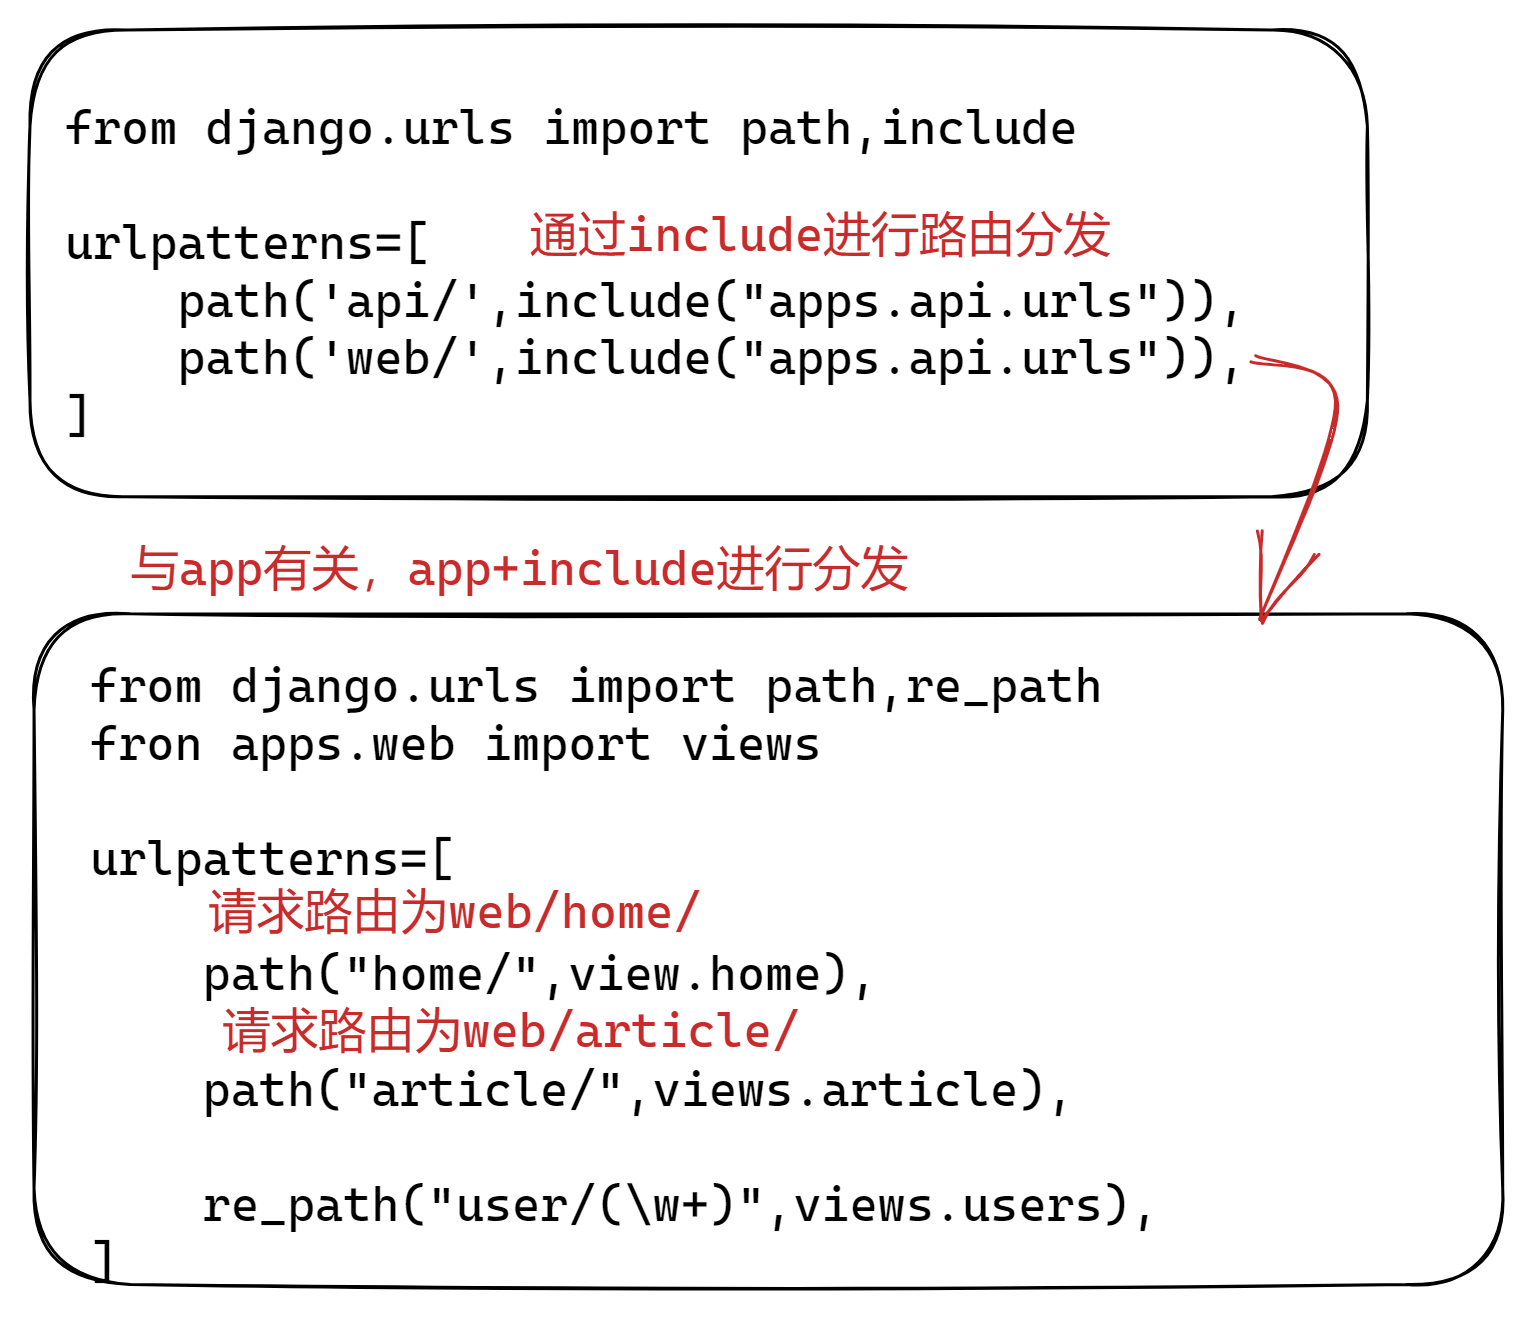 from django.urls import path,include
urlpatterns=[
通过include进行路由分发
path('api/',include("apps.api.urls")),
path('web/',include("apps.api.urls")),
]
与app有关，app+include进行分发
from django.urls import path,re_path
fron apps.web import views
urlpatterns=[
请求路由为web/home/
path("home/",view.home),
请求路由为web/article/
path("article/",views.article),
re_path("user/(\w+)",views.users),
]